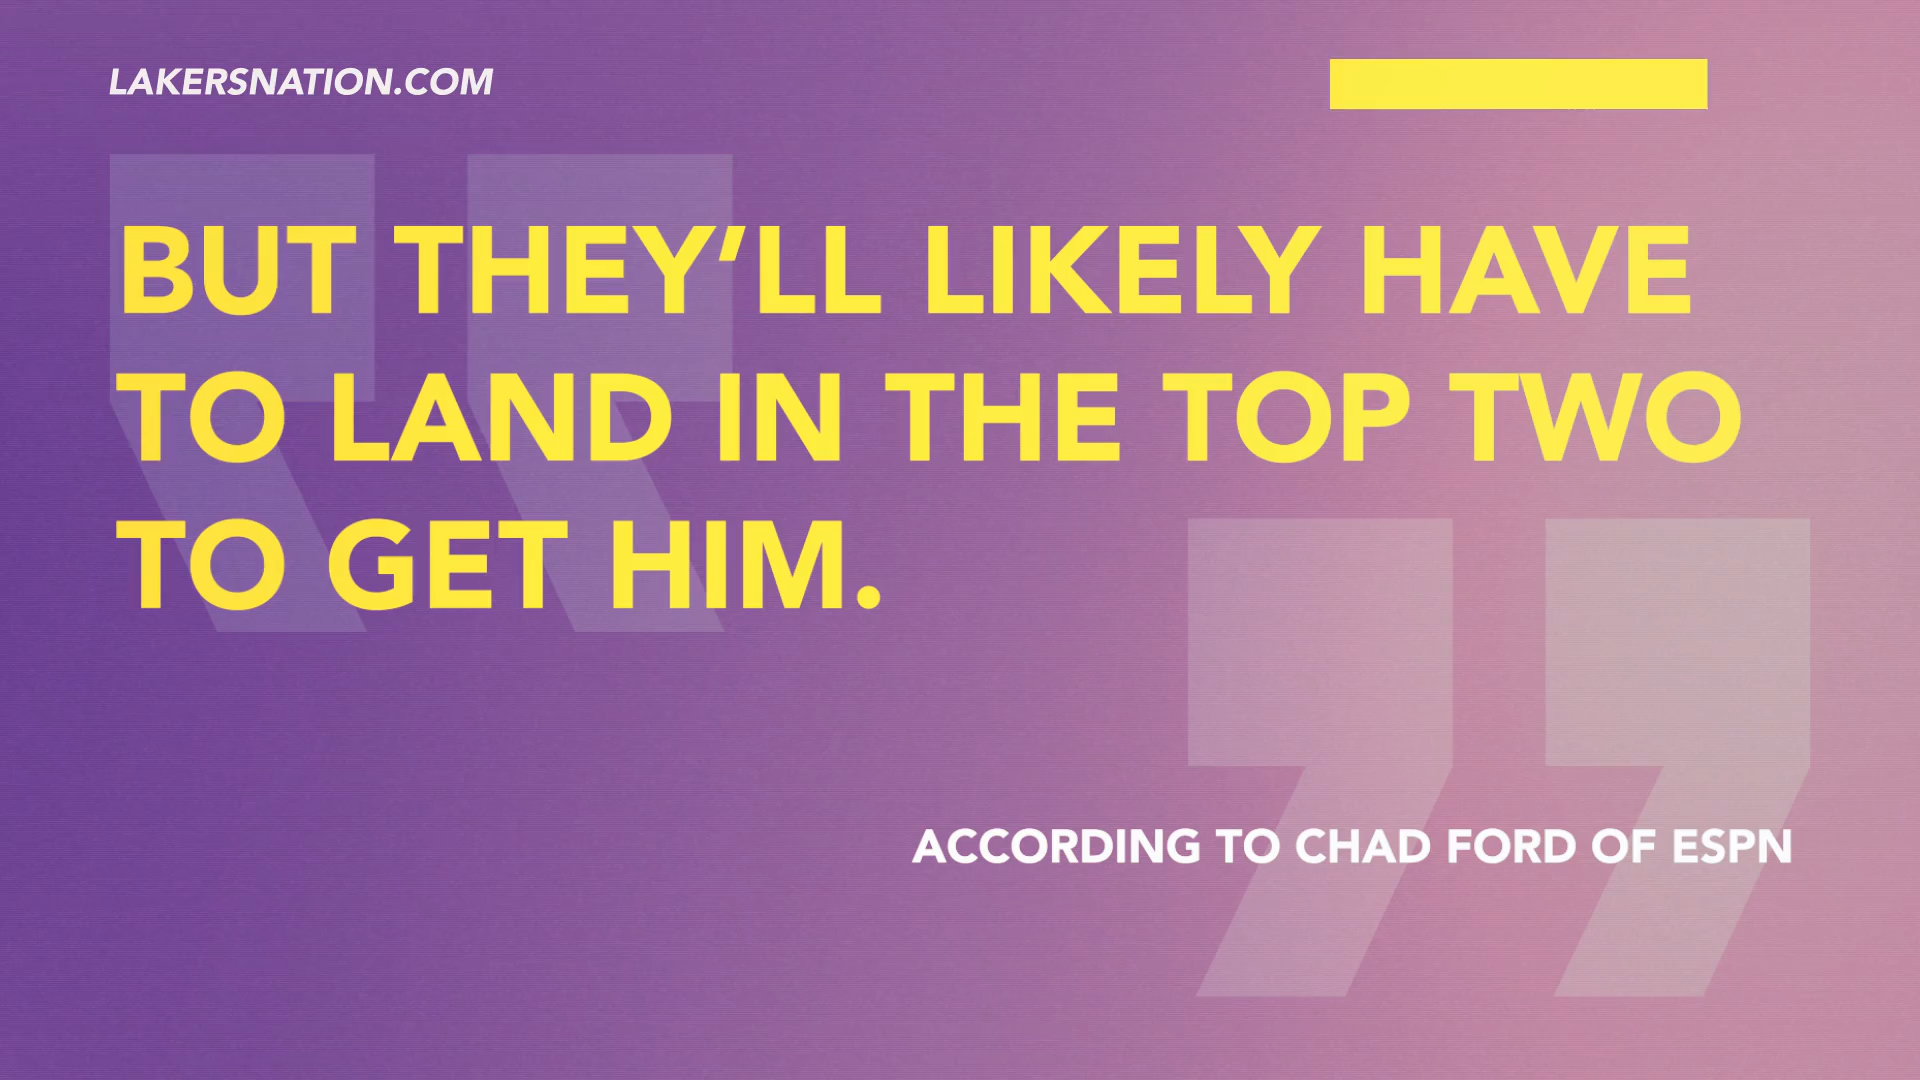 LAKERSNATION.COM
BUT THEY'LL LIKELY HAVE
TO LAND IN THE TOP TWO
TO GET HIM.
ACCORDING TO CHAD FORD OF ESPN